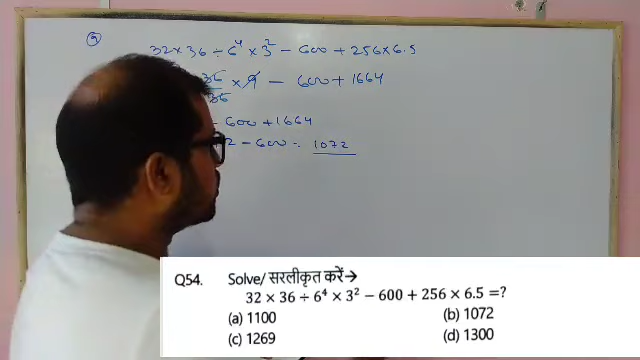 9
32 × 36 ÷ 6⁴ × 3² − 600 + 256 × 6.5
36 × 9 − 600 + 1664
36
− 600 + 1664
2 − 600 = 1072
Q54. Solve/ सरलीकृत करें→
32 × 36 ÷ 6⁴ × 3² − 600 + 256 × 6.5 =?
(a) 1100 (b) 1072
(c) 1269 (d) 1300